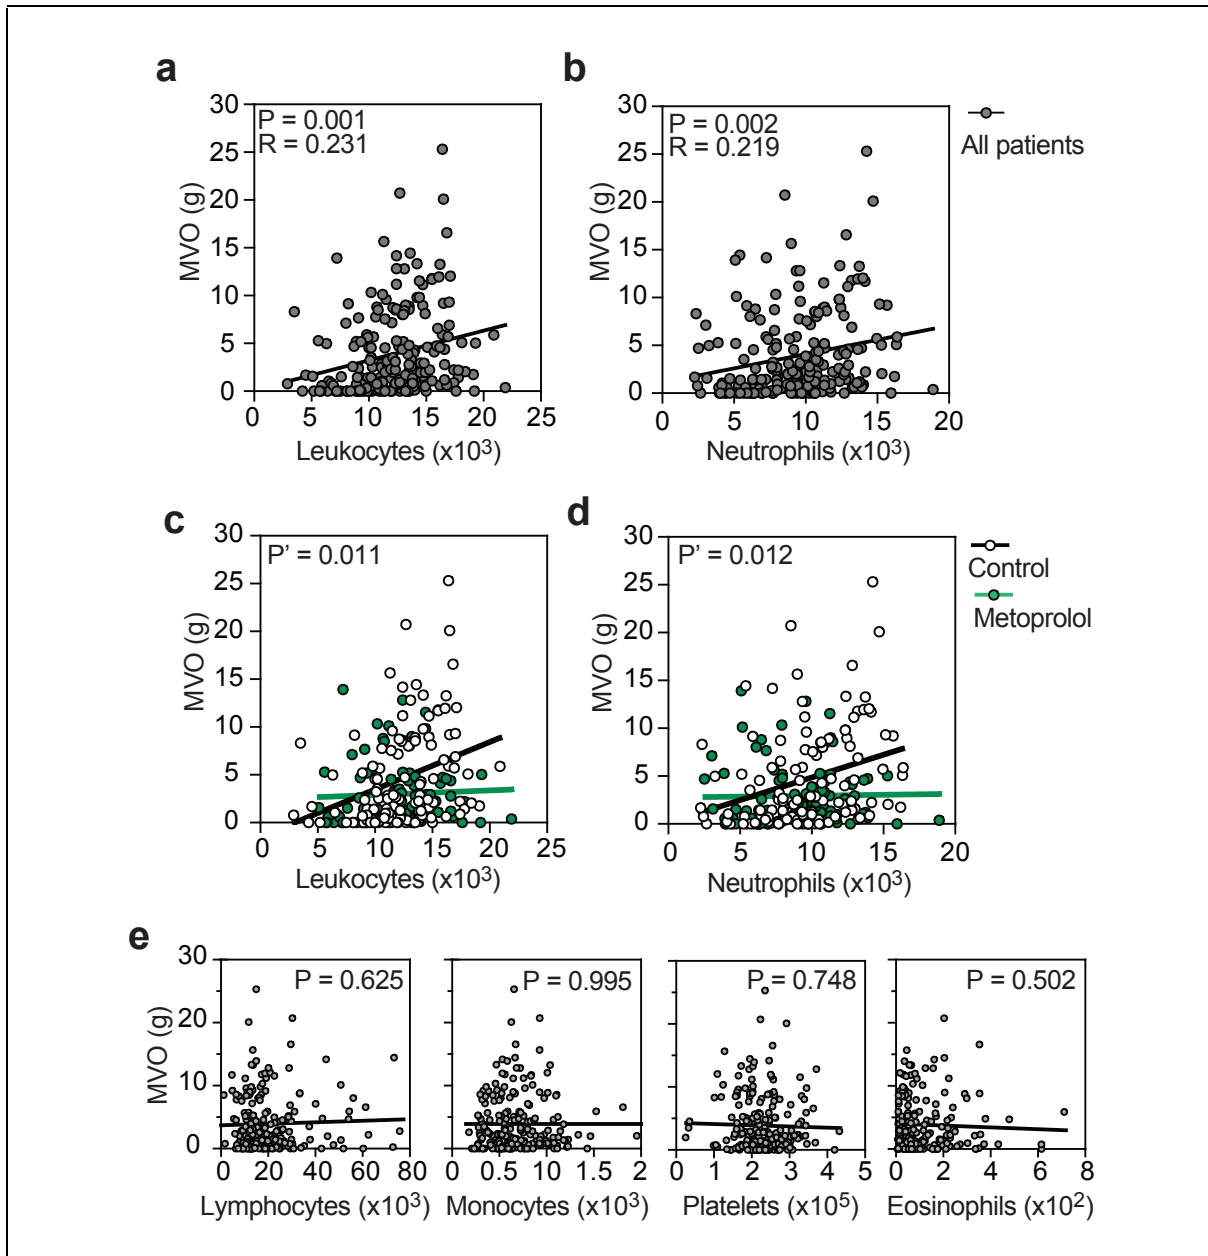 a
b
30
25
20
15
10
5
0
MVO (g)
P = 0.001
R = 0.231
0 5 10 15 20 25
Leukocytes (x10³)
30
25
20
15
10
5
0
MVO (g)
P = 0.002
R = 0.219
0 5 10 15 20
Neutrophils (x10³)
All patients
c
d
30
25
20
15
10
5
0
MVO (g)
P’ = 0.011
0 5 10 15 20 25
Leukocytes (x10³)
30
25
20
15
10
5
0
MVO (g)
P’ = 0.012
0 5 10 15 20
Neutrophils (x10³)
Control
Metoprolol
e
30
20
10
0
MVO (g)
P = 0.625
0 20 40 60 80
Lymphocytes (x10³)
P = 0.995
0 0.5 1.0 1.5 2
Monocytes (x10³)
P = 0.748
0 1 2 3 4 5
Platelets (x10⁵)
P = 0.502
0 2 4 6 8
Eosinophils (x10²)